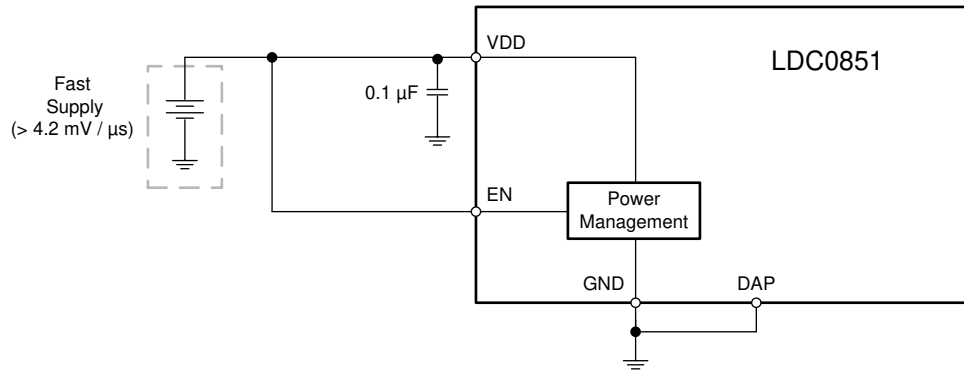 VDD
LDC0851
Fast
Supply
(> 4.2 mV / µs)
0.1 µF
EN
Power
Management
GND
DAP